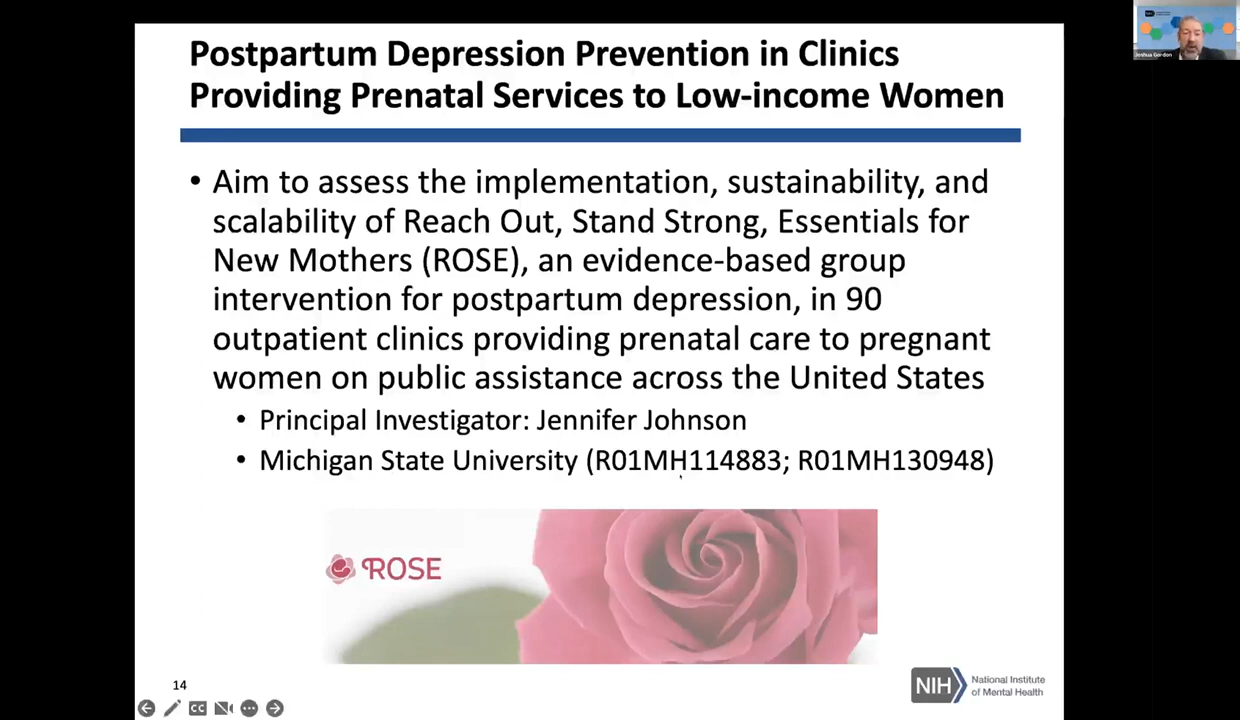 Postpartum Depression Prevention in Clinics
Providing Prenatal Services to Low-income Women
• Aim to assess the implementation, sustainability, and
scalability of Reach Out, Stand Strong, Essentials for
New Mothers (ROSE), an evidence-based group
intervention for postpartum depression, in 90
outpatient clinics providing prenatal care to pregnant
women on public assistance across the United States
• Principal Investigator: Jennifer Johnson
• Michigan State University (R01MH114883; R01MH130948)
ROSE
14
NIH
National Institute
of Mental Health
CC
Joshua Gordon